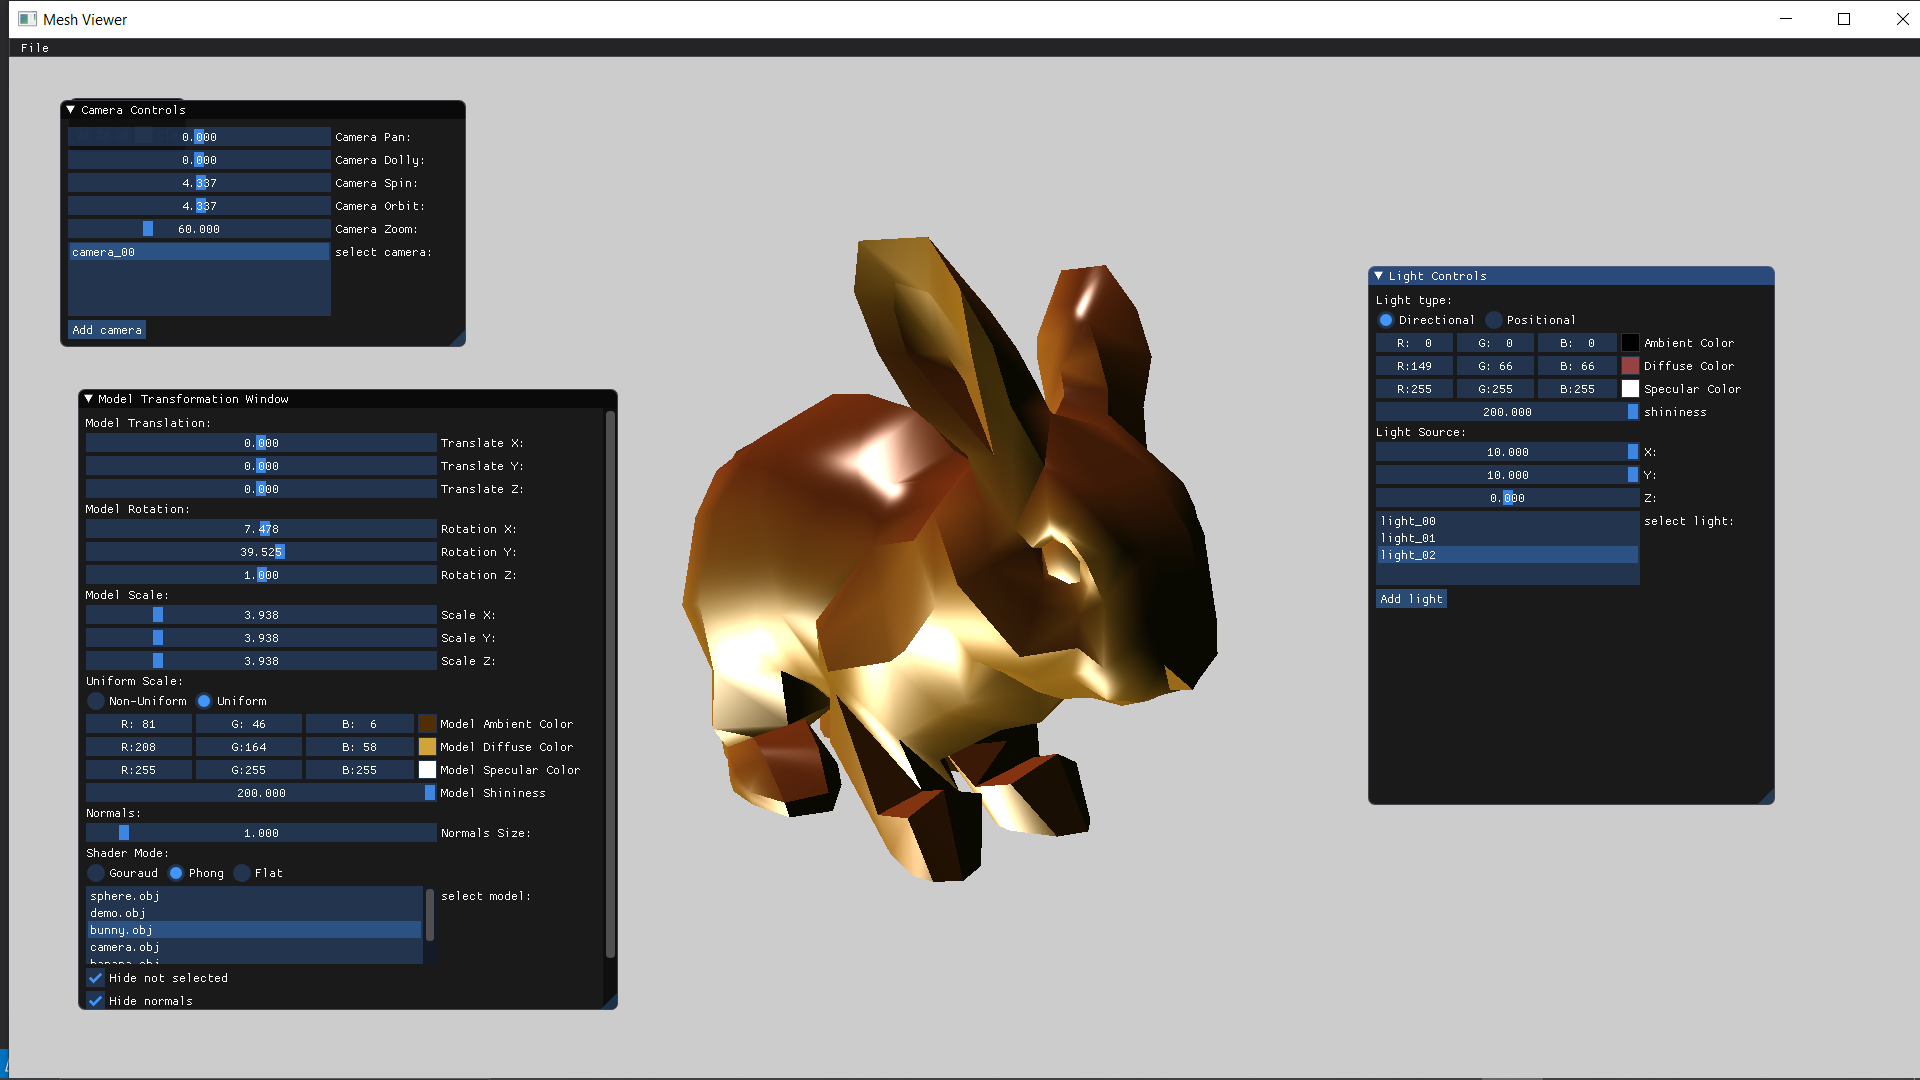 Mesh Viewer
File
Camera Controls
0.000 Camera Pan:
0.000 Camera Dolly:
4.337 Camera Spin:
4.337 Camera Orbit:
60.000 Camera Zoom:
camera_00 select camera:
Add camera
Model Transformation Window
Model Translation:
0.000 Translate X:
0.000 Translate Y:
0.000 Translate Z:
Model Rotation:
7.478 Rotation X:
39.525 Rotation Y:
1.000 Rotation Z:
Model Scale:
3.938 Scale X:
3.938 Scale Y:
3.938 Scale Z:
Uniform Scale:
Non-Uniform Uniform
R: 81 G: 46 B: 6 Model Ambient Color
R:208 G:164 B: 58 Model Diffuse Color
R:255 G:255 B:255 Model Specular Color
200.000 Model Shininess
Normals:
1.000 Normals Size:
Shader Mode:
Gouraud Phong Flat
sphere.obj select model:
demo.obj
bunny.obj
camera.obj
banana.obj
Hide not selected
Hide normals
Light Controls
Light type:
Directional Positional
R: 0 G: 0 B: 0 Ambient Color
R:149 G: 66 B: 66 Diffuse Color
R:255 G:255 B:255 Specular Color
200.000 shininess
Light Source:
10.000 X:
10.000 Y:
0.000 Z:
light_00 select light:
light_01
light_02
Add light